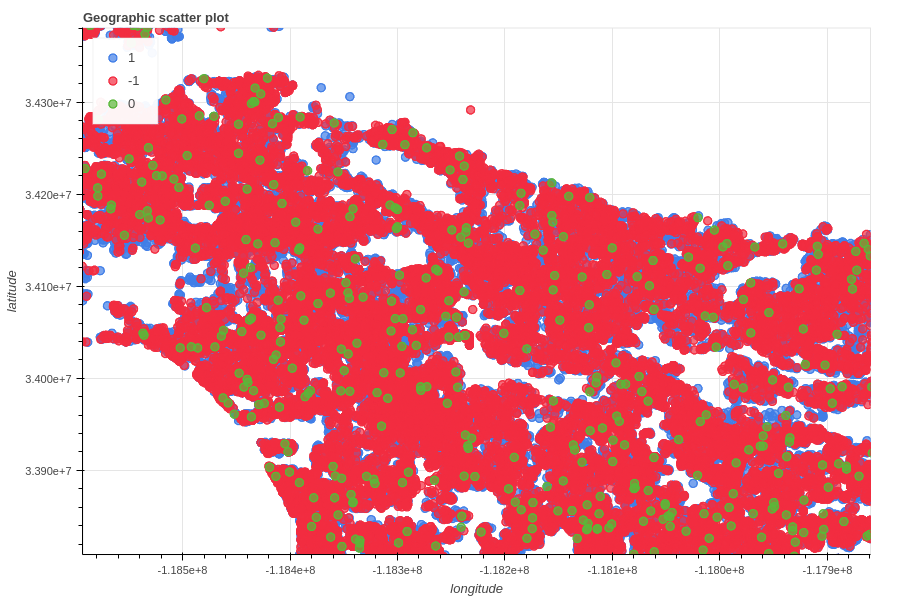 Geographic scatter plot
1
-1
0
3.430e+7
3.420e+7
3.410e+7
3.400e+7
3.390e+7
latitude
-1.185e+8 -1.184e+8 -1.183e+8 -1.182e+8 -1.181e+8 -1.180e+8 -1.179e+8
longitude